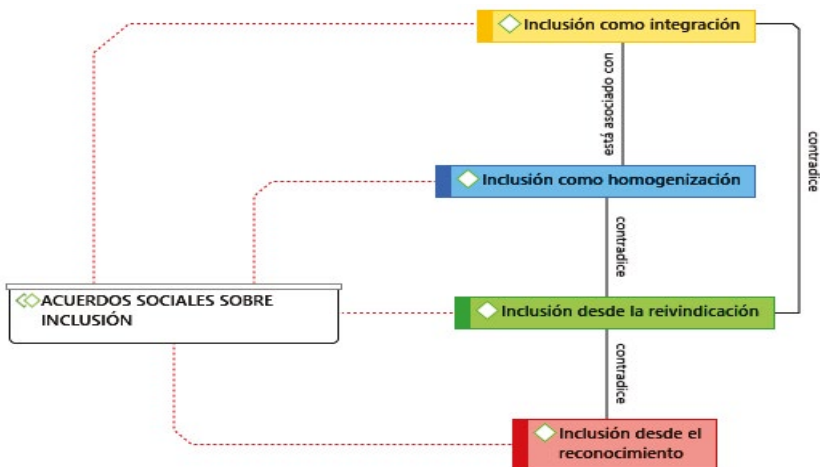 Inclusión como integración
está asociado con
contradice
Inclusión como homogenización
contradice
ACUERDOS SOCIALES SOBRE
INCLUSIÓN
Inclusión desde la reivindicación
contradice
Inclusión desde el
reconocimiento